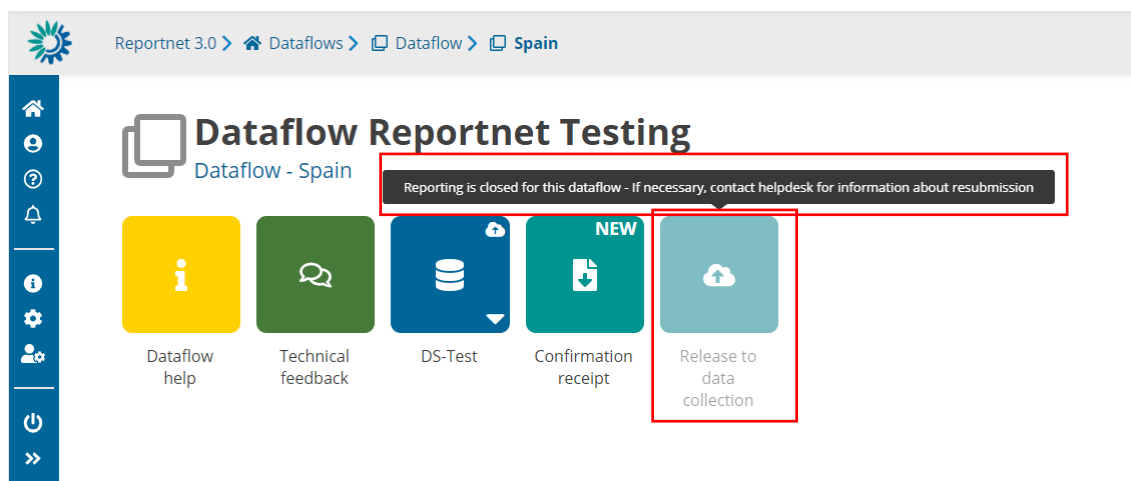 Reportnet 3.0 Dataflows Dataflow Spain
Dataflow Reportnet Testing
Dataflow - Spain
Reporting is closed for this dataflow - If necessary, contact helpdesk for information about resubmission
NEW
Dataflow
help
Technical
feedback
DS-Test
Confirmation
receipt
Release to
data
collection